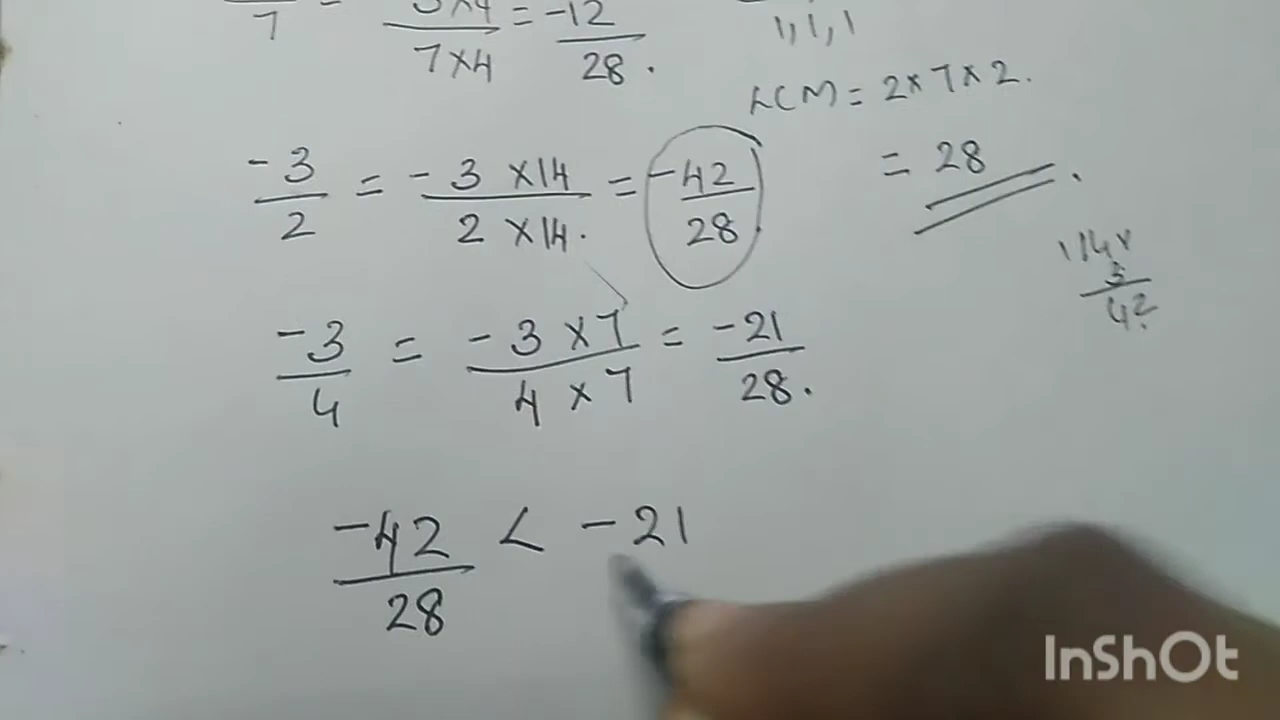 7 = 3×4 / 7×4 = -12 / 28.
1, 1, 1
LCM = 2×7×2.
= 28
-3/2 = -3 ×14 / 2 ×14. = -42 / 28
114×
3
42
-3/4 = -3 ×7 / 4 × 7 = -21 / 28.
-42 / 28 < -21
InShOt